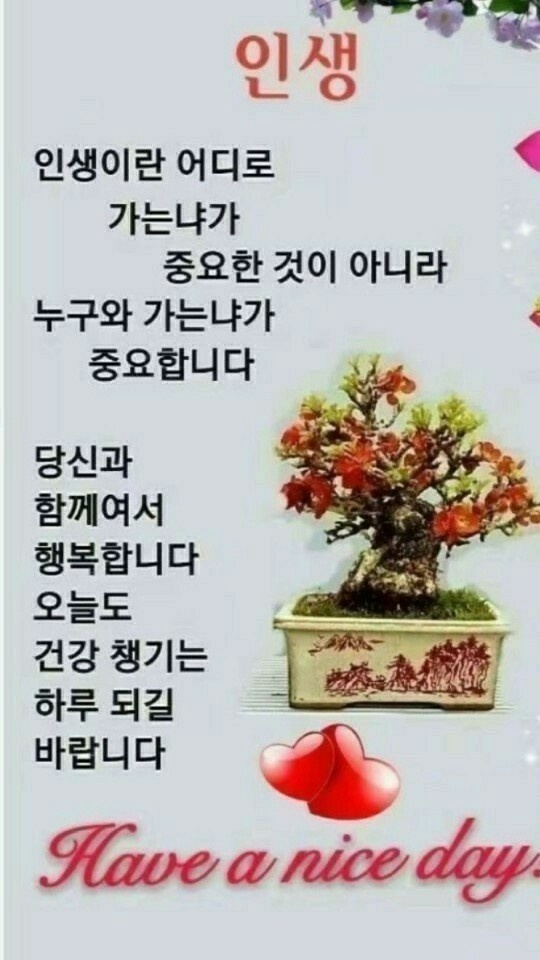 인생
인생이란 어디로
가는냐가
중요한 것이 아니라
누구와 가는냐가
중요합니다
당신과
함께여서
행복합니다
오늘도
건강 챙기는
하루 되길
바랍니다
Have a nice day.